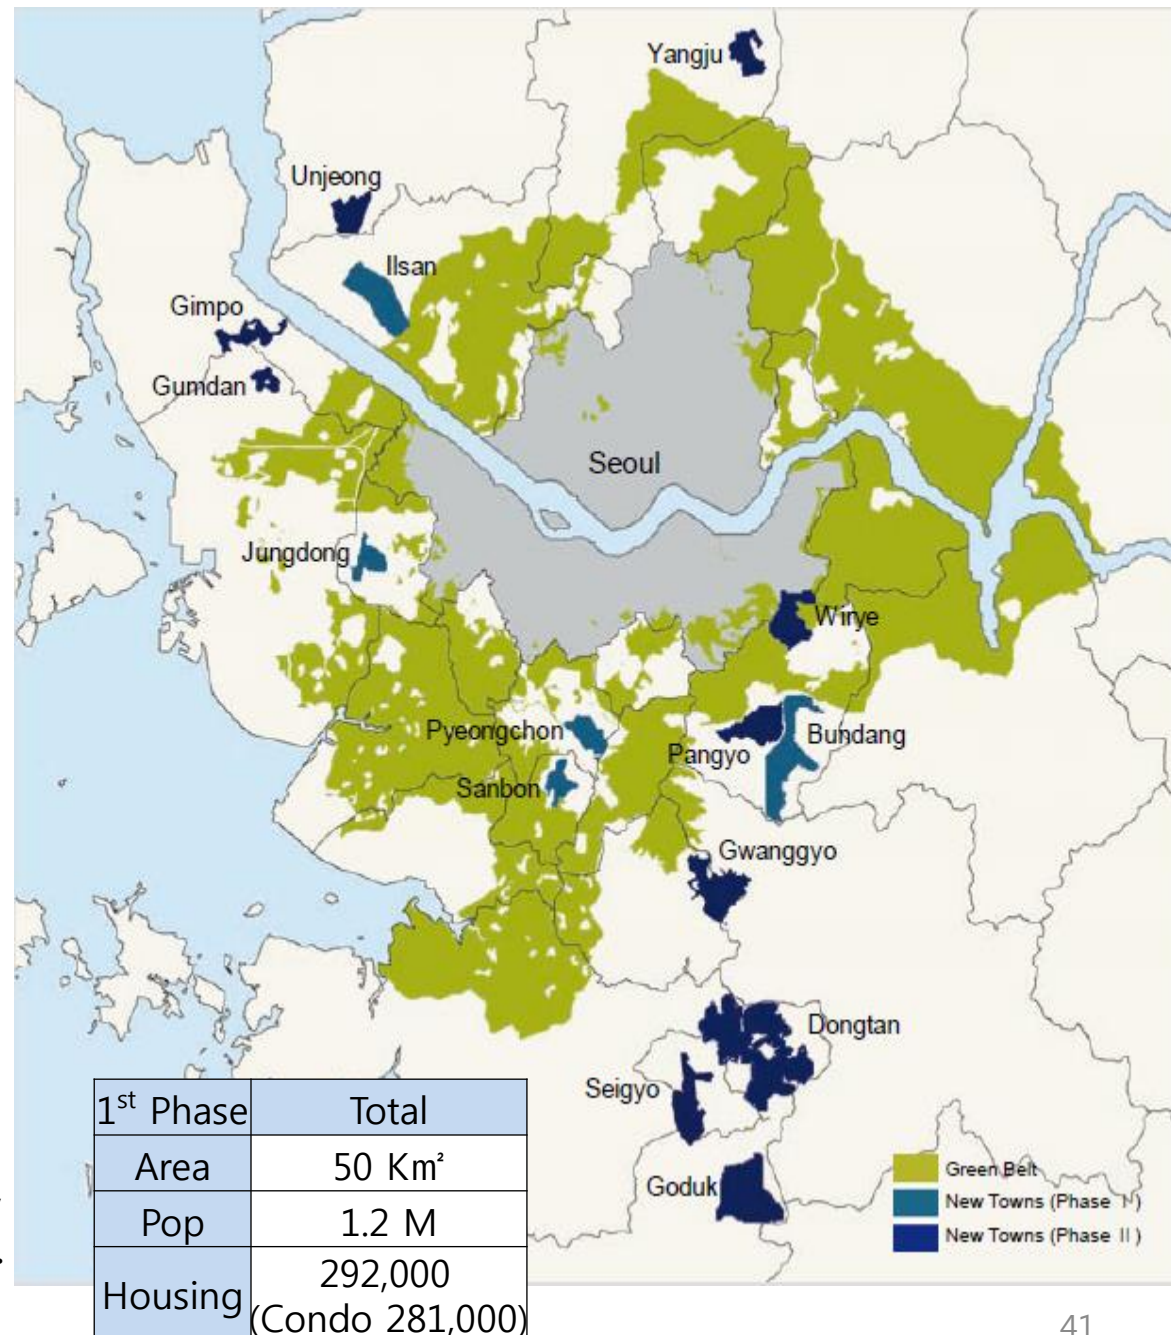 Yangju
Unjeong
Ilsan
Gimpo
Gumdan
Seoul
Jungdong
Wirye
Pyeongchon
Bundang
Pangyo
Sanbon
Gwanggyo
Dongtan
Seigyo
Goduk
Green Belt
New Towns (Phase Ⅰ)
New Towns (Phase Ⅱ)
1st Phase Total
Area 50 Km²
Pop 1.2 M
Housing 292,000
(Condo 281,000)
41